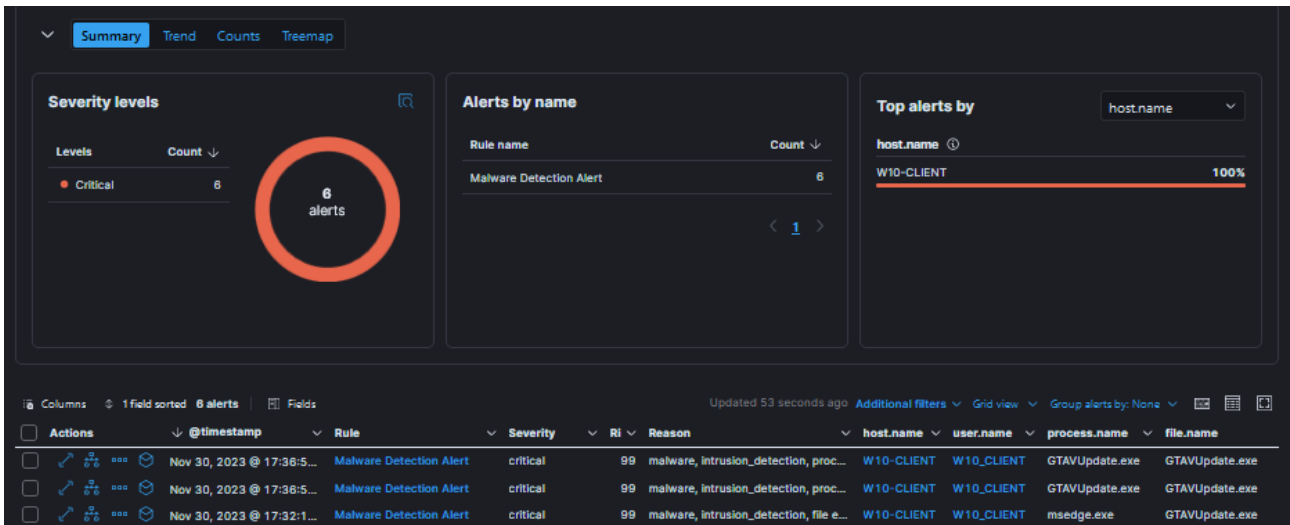 Summary Trend Counts Treemap
Severity levels
Levels Count
Critical 6
6
alerts
Alerts by name
Rule name Count
Malware Detection Alert 6
1
Top alerts by host.name
host.name
W10-CLIENT 100%
Columns 1 field sorted 6 alerts Fields Updated 53 seconds ago Additional filters Grid view Group alerts by: None
Actions @timestamp Rule Severity Ri Reason host.name user.name process.name file.name
Nov 30, 2023 @ 17:36:5... Malware Detection Alert critical 99 malware, intrusion_detection, proc... W10-CLIENT W10_CLIENT GTAVUpdate.exe GTAVUpdate.exe
Nov 30, 2023 @ 17:36:5... Malware Detection Alert critical 99 malware, intrusion_detection, proc... W10-CLIENT W10_CLIENT GTAVUpdate.exe GTAVUpdate.exe
Nov 30, 2023 @ 17:32:1... Malware Detection Alert critical 99 malware, intrusion_detection, file e... W10-CLIENT W10_CLIENT msedge.exe GTAVUpdate.exe